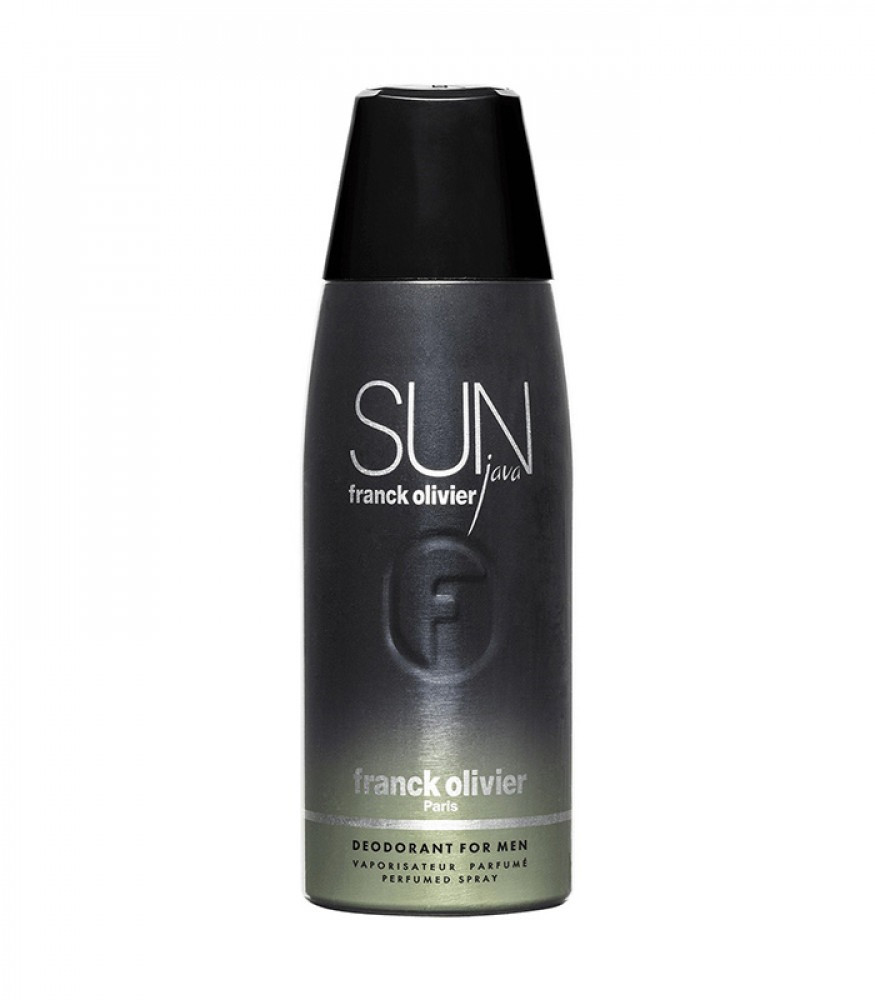 SUN
java
franck olivier
F
franck olivier
Paris
DEODORANT FOR MEN
VAPORISATEUR PARFUMÉ
PERFUMED SPRAY